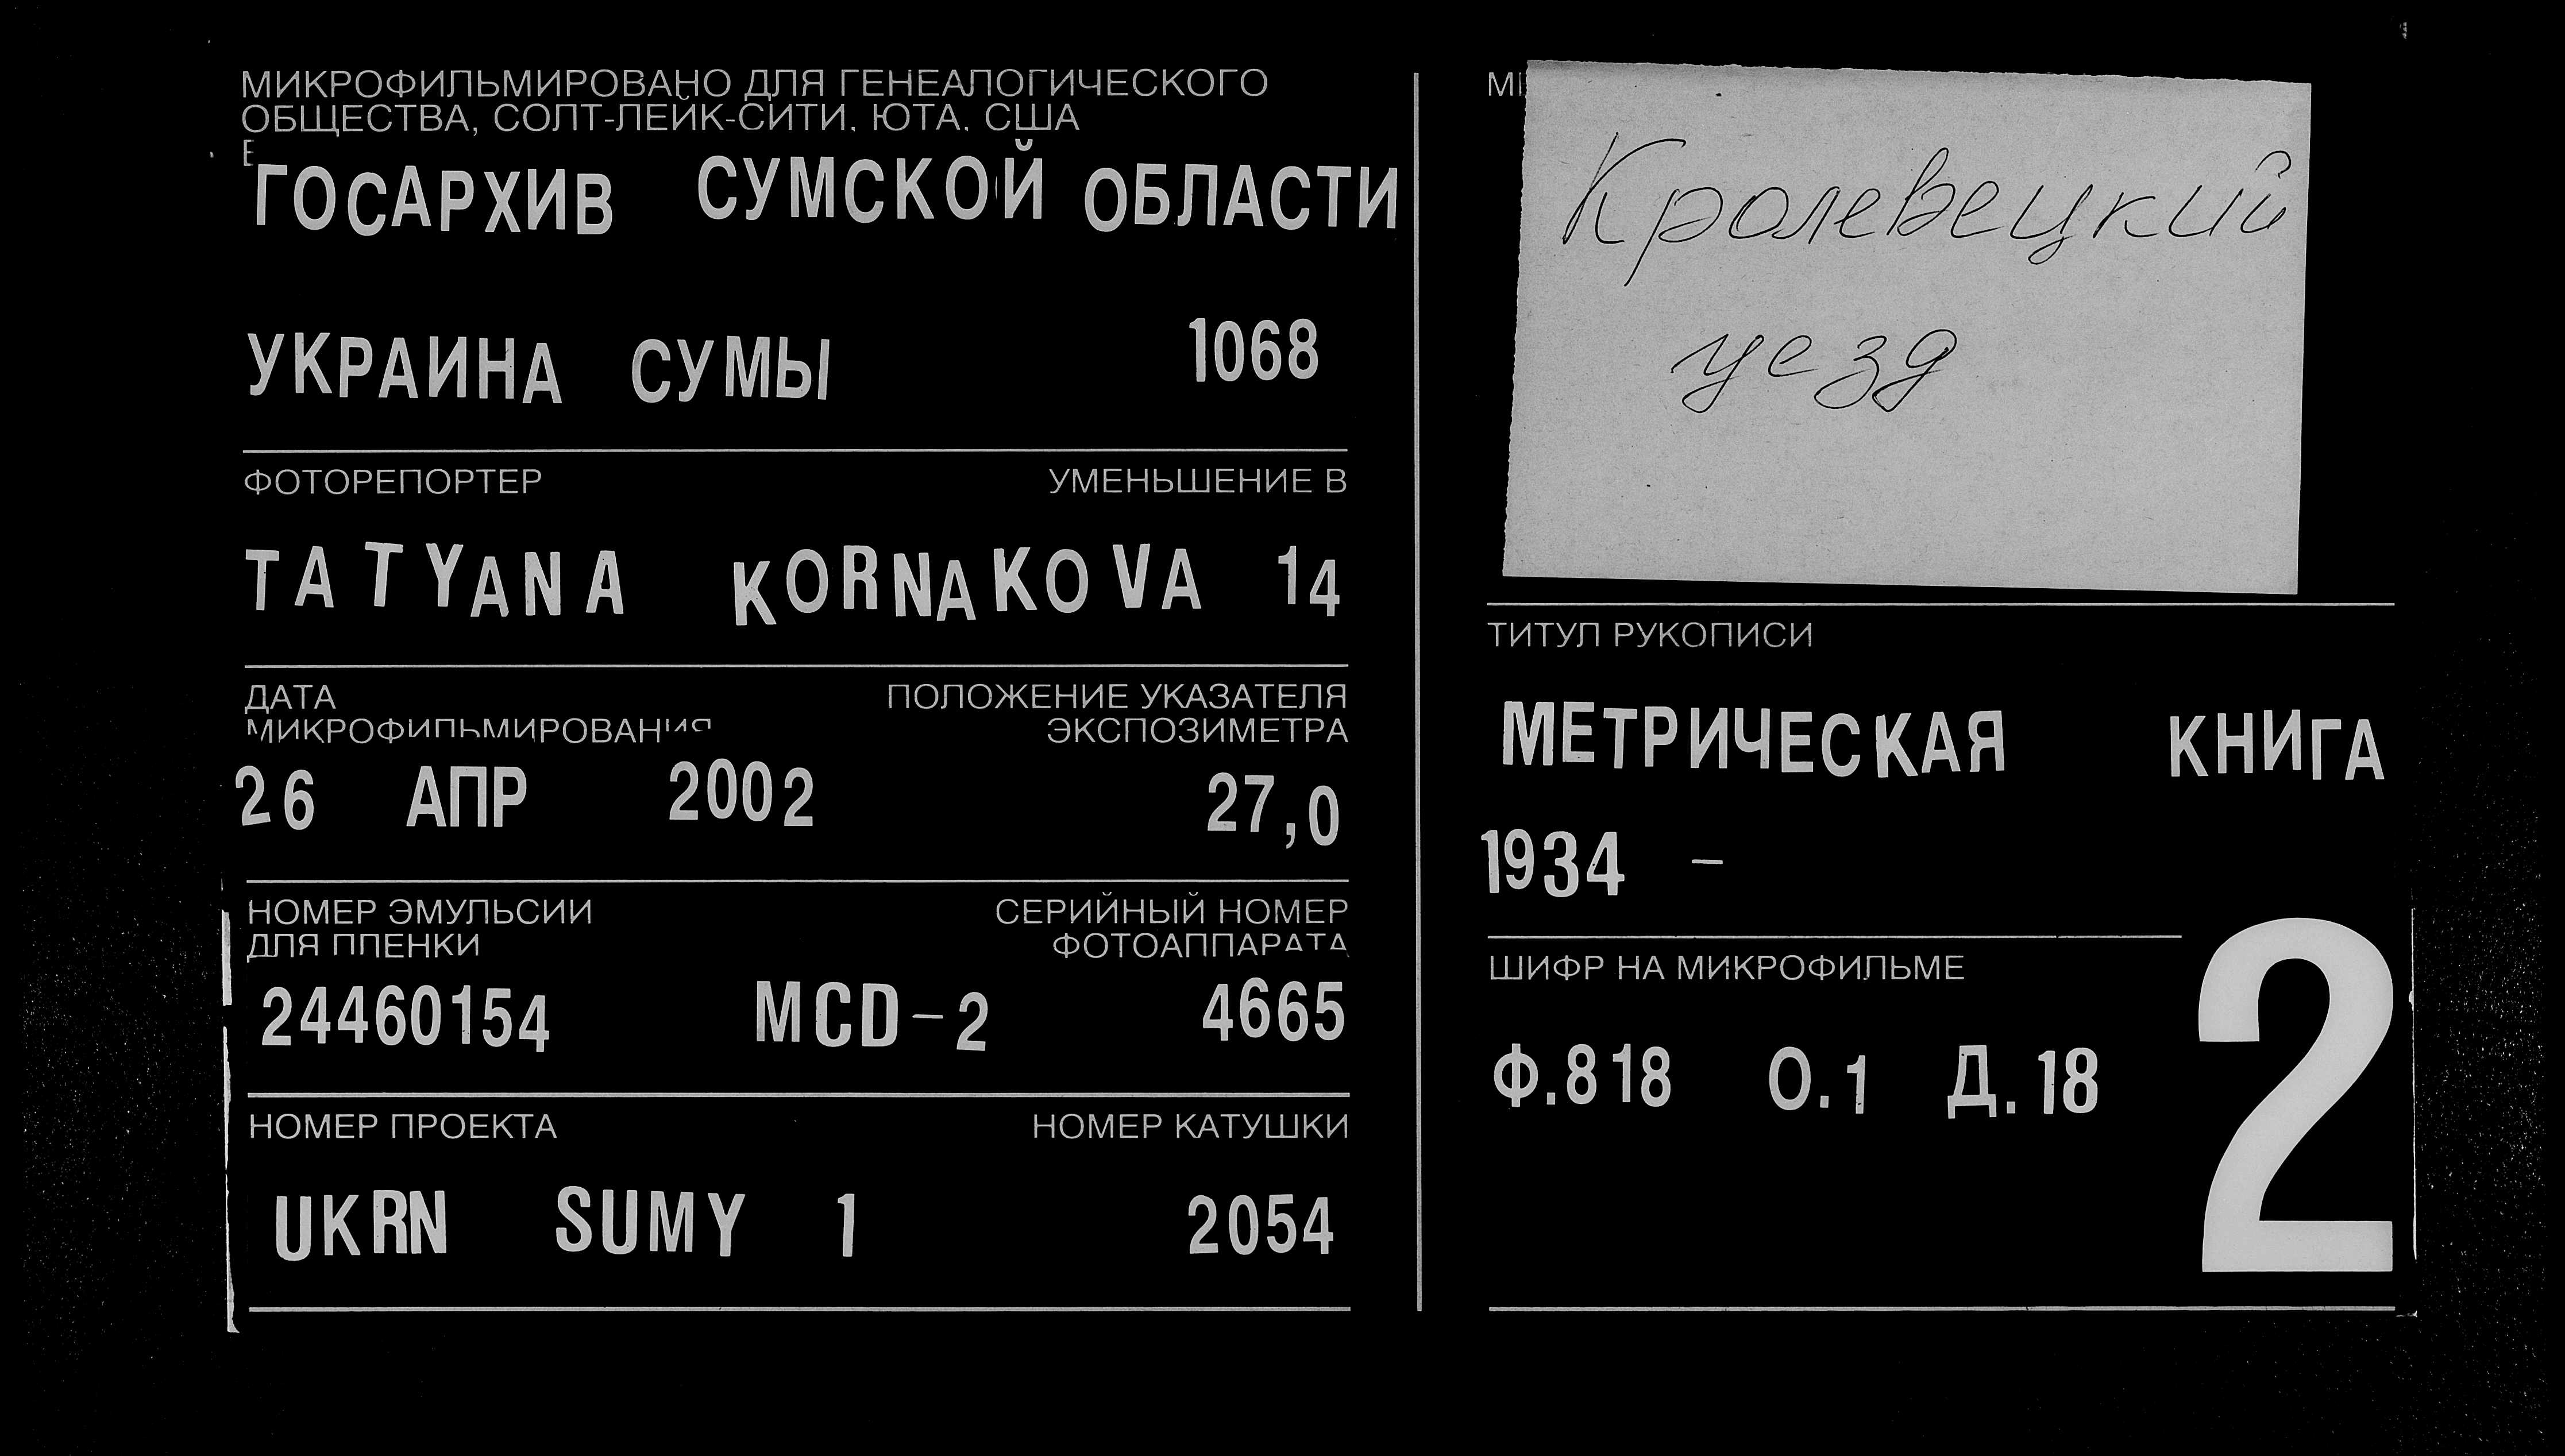 МИКРОФИЛЬМИРОВАНО ДЛЯ ГЕНЕАЛОГИЧЕСКОГО
ОБЩЕСТВА, СОЛТ-ЛЕЙК-СИТИ, ЮТА, США
ГОСАРХИВ СУМСКОЙ ОБЛАСТИ
УКРАИНА СУМЫ 1068
ФОТОРЕПОРТЕР УМЕНЬШЕНИЕ В
TATYANA KORNAKOVA 14
ДАТА ПОЛОЖЕНИЕ УКАЗАТЕЛЯ
МИКРОФИЛЬМИРОВАНИЯ ЭКСПОЗИМЕТРА
26 АПР 2002 27,0
НОМЕР ЭМУЛЬСИИ СЕРИЙНЫЙ НОМЕР
ДЛЯ ПЛЕНКИ ФОТОАППАРАТА
24460154 MCD-2 4665
НОМЕР ПРОЕКТА НОМЕР КАТУШКИ
UKRN SUMY 1 2054
Кролевецкий
уезд
ТИТУЛ РУКОПИСИ
МЕТРИЧЕСКАЯ КНИГА
1934 -
ШИФР НА МИКРОФИЛЬМЕ
Ф.818 О.1 Д.18
2